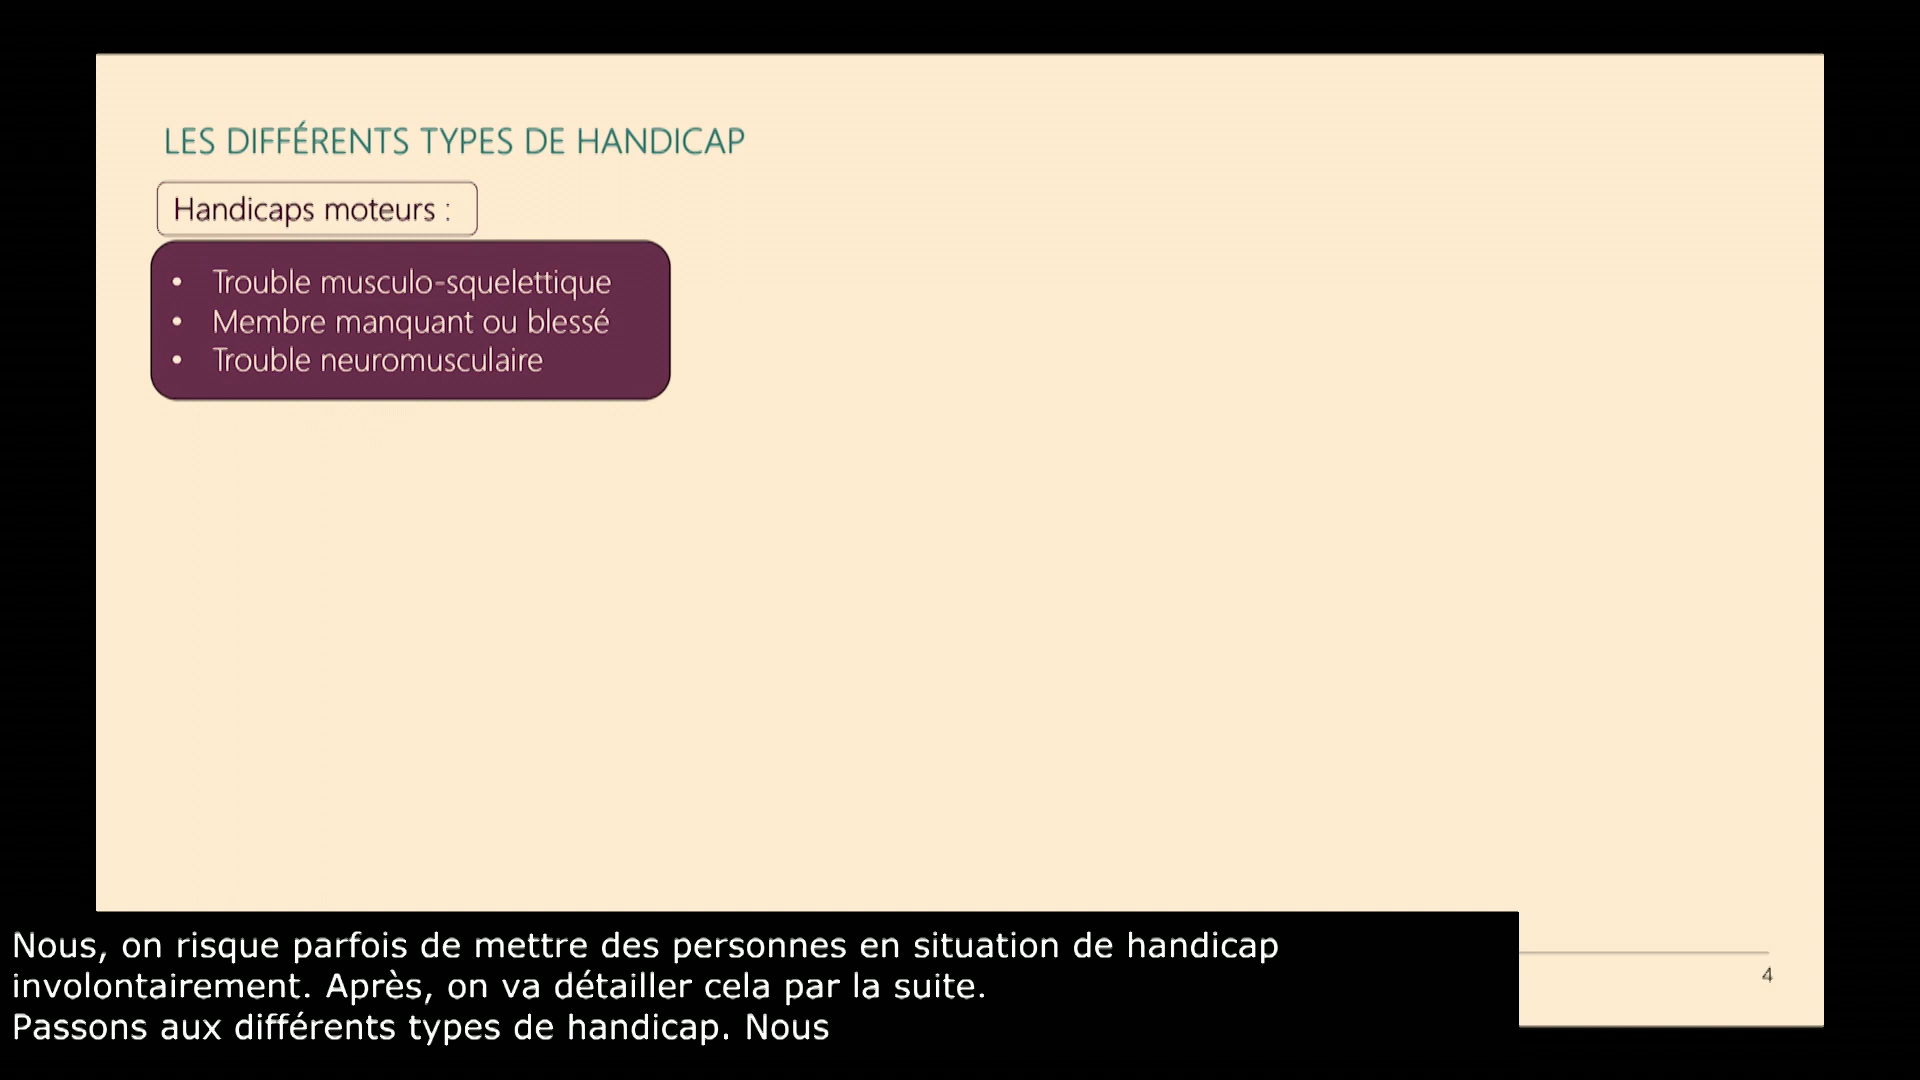 LES DIFFÉRENTS TYPES DE HANDICAP
Handicaps moteurs :
• Trouble musculo-squelettique
• Membre manquant ou blessé
• Trouble neuromusculaire
Nous, on risque parfois de mettre des personnes en situation de handicap
involontairement. Après, on va détailler cela par la suite.
Passons aux différents types de handicap. Nous
4